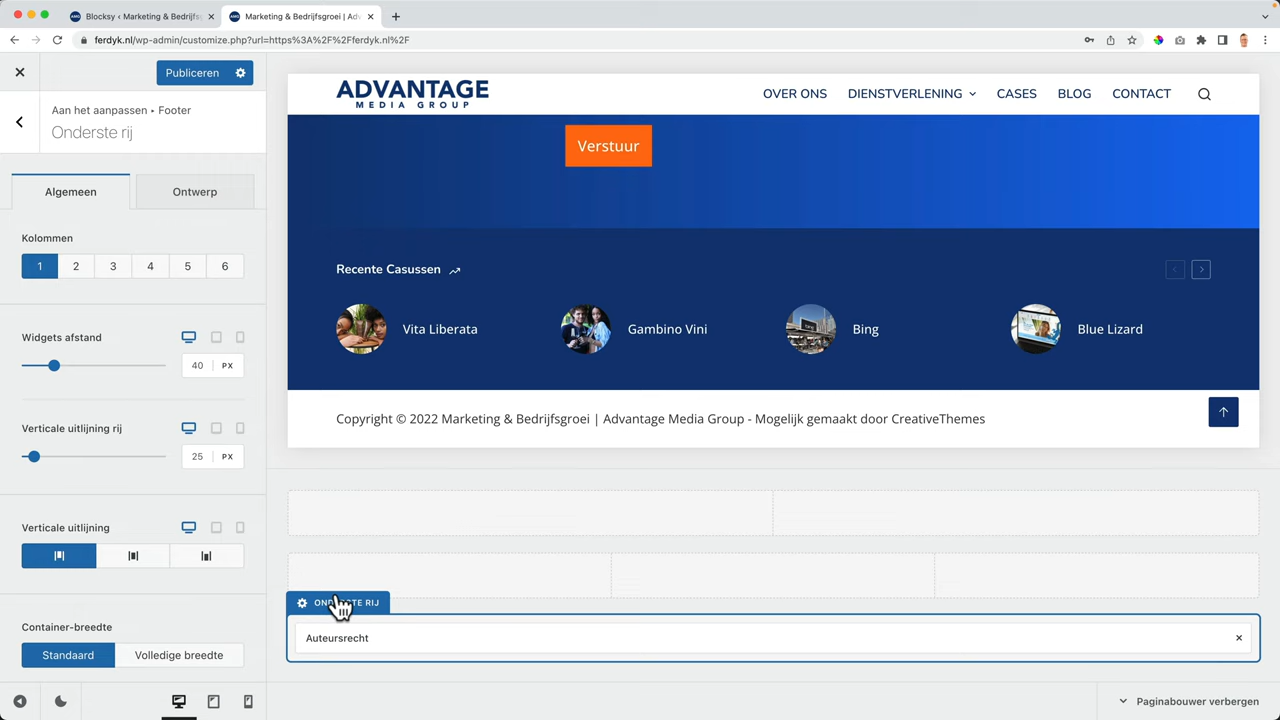 Blocksy ‹ Marketing & Bedrijfs
Marketing & Bedrijfsgroei | Adv
ferdyk.nl/wp-admin/customize.php?url=https%3A%2F%2Fferdyk.nl%2F
Publiceren
Aan het aanpassen • Footer
Onderste rij
Algemeen
Ontwerp
Kolommen
1 2 3 4 5 6
Widgets afstand
40 PX
Verticale uitlijning rij
25 PX
Verticale uitlijning
Container-breedte
Standaard
Volledige breedte
ADVANTAGE
MEDIA GROUP
OVER ONS DIENSTVERLENING CASES BLOG CONTACT
Verstuur
Recente Casussen
Vita Liberata
Gambino Vini
Bing
Blue Lizard
Copyright © 2022 Marketing & Bedrijfsgroei | Advantage Media Group - Mogelijk gemaakt door CreativeThemes
RIJ
Auteursrecht
Paginabouwer verbergen